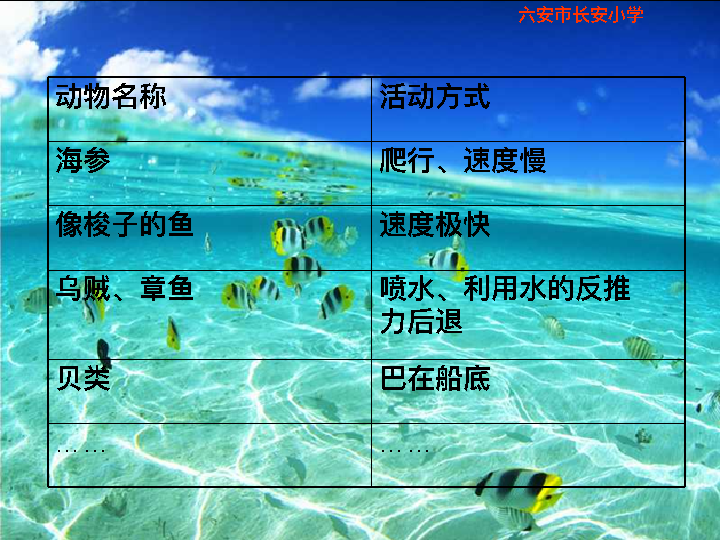 六安市长安小学
动物名称 活动方式
海参 爬行、速度慢
像梭子的鱼 速度极快
乌贼、章鱼 喷水、利用水的反推
力后退
贝类 巴在船底
…… ……